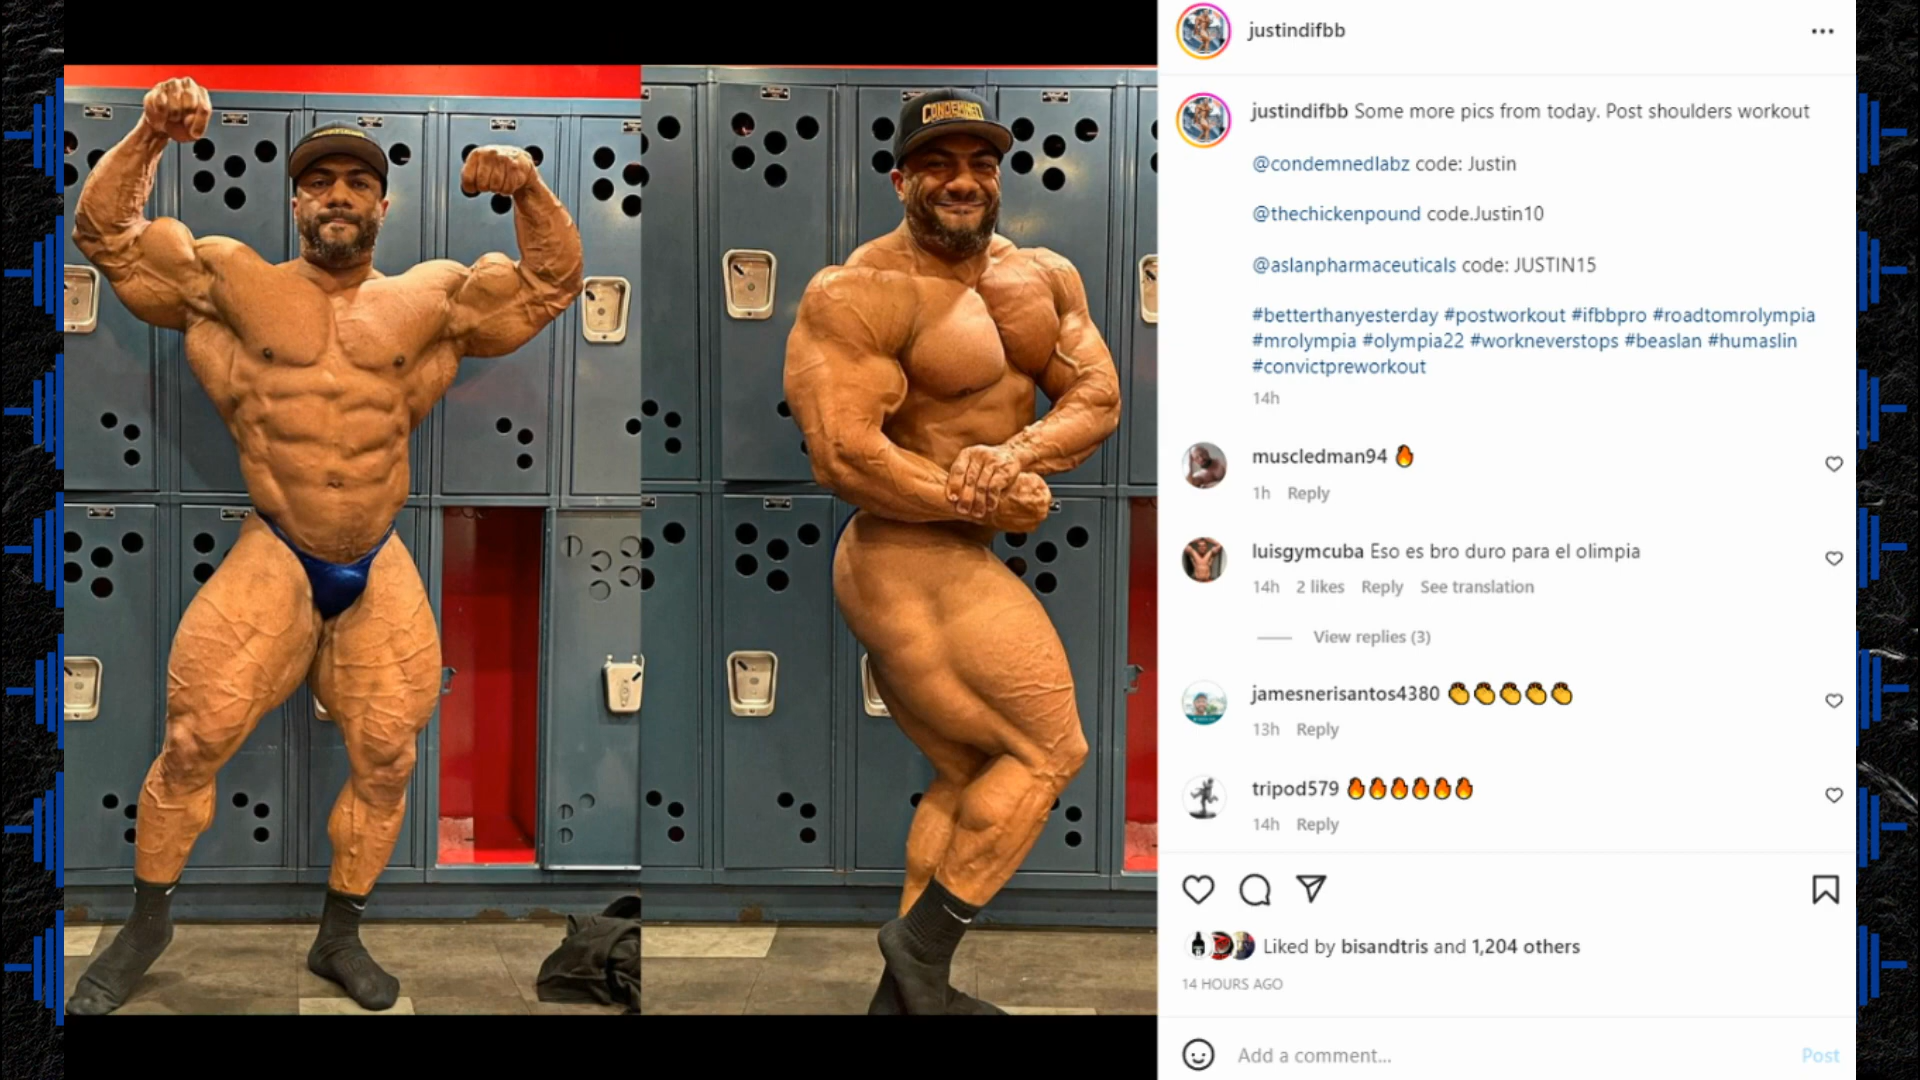 CONDEMNED
justindifbb
justindifbb Some more pics from today. Post shoulders workout
@condemnedlabz code: Justin
@thechickenpound code.Justin10
@aslanpharmaceuticals code: JUSTIN15
#betterthanyesterday #postworkout #ifbbpro #roadtomrolympia
#mrolympia #olympia22 #workneverstops #beaslan #humaslin
#convictpreworkout
14h
muscledman94 🔥
1h Reply
luisgymcuba Eso es bro duro para el olimpia
14h 2 likes Reply See translation
View replies (3)
jamesnerisantos4380 👏👏👏👏👏
13h Reply
tripod579 🔥🔥🔥🔥🔥🔥
14h Reply
Liked by bisandtris and 1,204 others
14 HOURS AGO
Add a comment...
Post